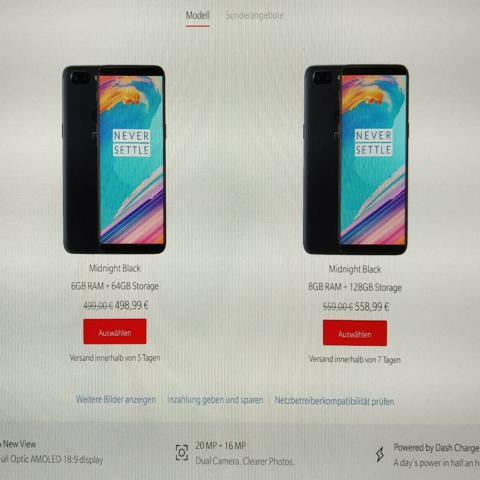 Modell Sonderangebote
NEVER
SETTLE
NEVER
SETTLE
Midnight Black
6GB RAM + 64GB Storage
499,00 € 498,99 €
Auswählen
Versand innerhalb von 5 Tagen
Midnight Black
8GB RAM + 128GB Storage
559,00 € 558,99 €
Auswählen
Versand innerhalb von 7 Tagen
Weitere Bilder anzeigen | Inzahlung geben und sparen | Netzbetreiberkompatibilität prüfen
New View
Optic AMOLED 18:9 display
20 MP + 16 MP
Dual Camera. Clearer Photos.
Powered by Dash Charge
A day's power in half an